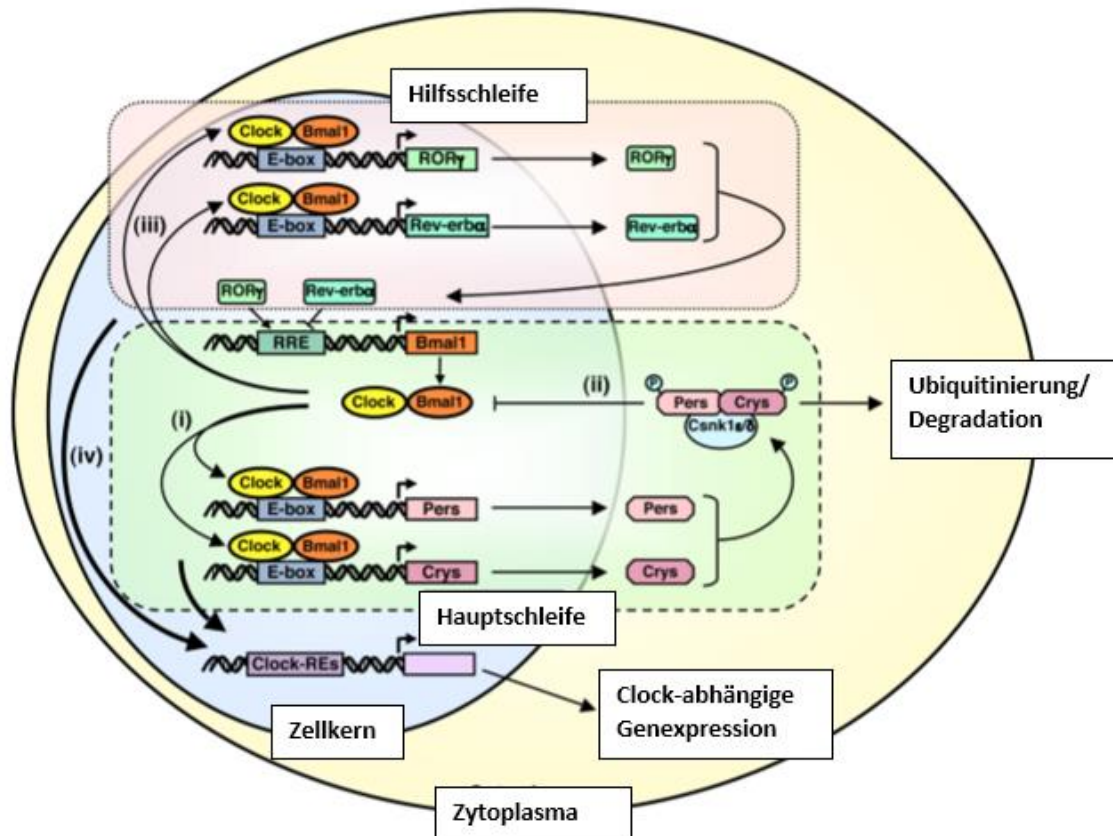 Hilfsschleife
Clock Bmal1
E-box RORγ RORγ
Clock Bmal1
(iii)
E-box Rev-erbα Rev-erbα
RORγ Rev-erbα
RRE Bmal1
Clock Bmal1
(ii)
P P
Pers Crys
Csnk1ε/δ
Ubiquitinierung/
Degradation
(i)
(iv)
Clock Bmal1
E-box Pers Pers
Clock Bmal1
E-box Crys Crys
Hauptschleife
Clock-REs
Clock-abhängige
Genexpression
Zellkern
Zytoplasma